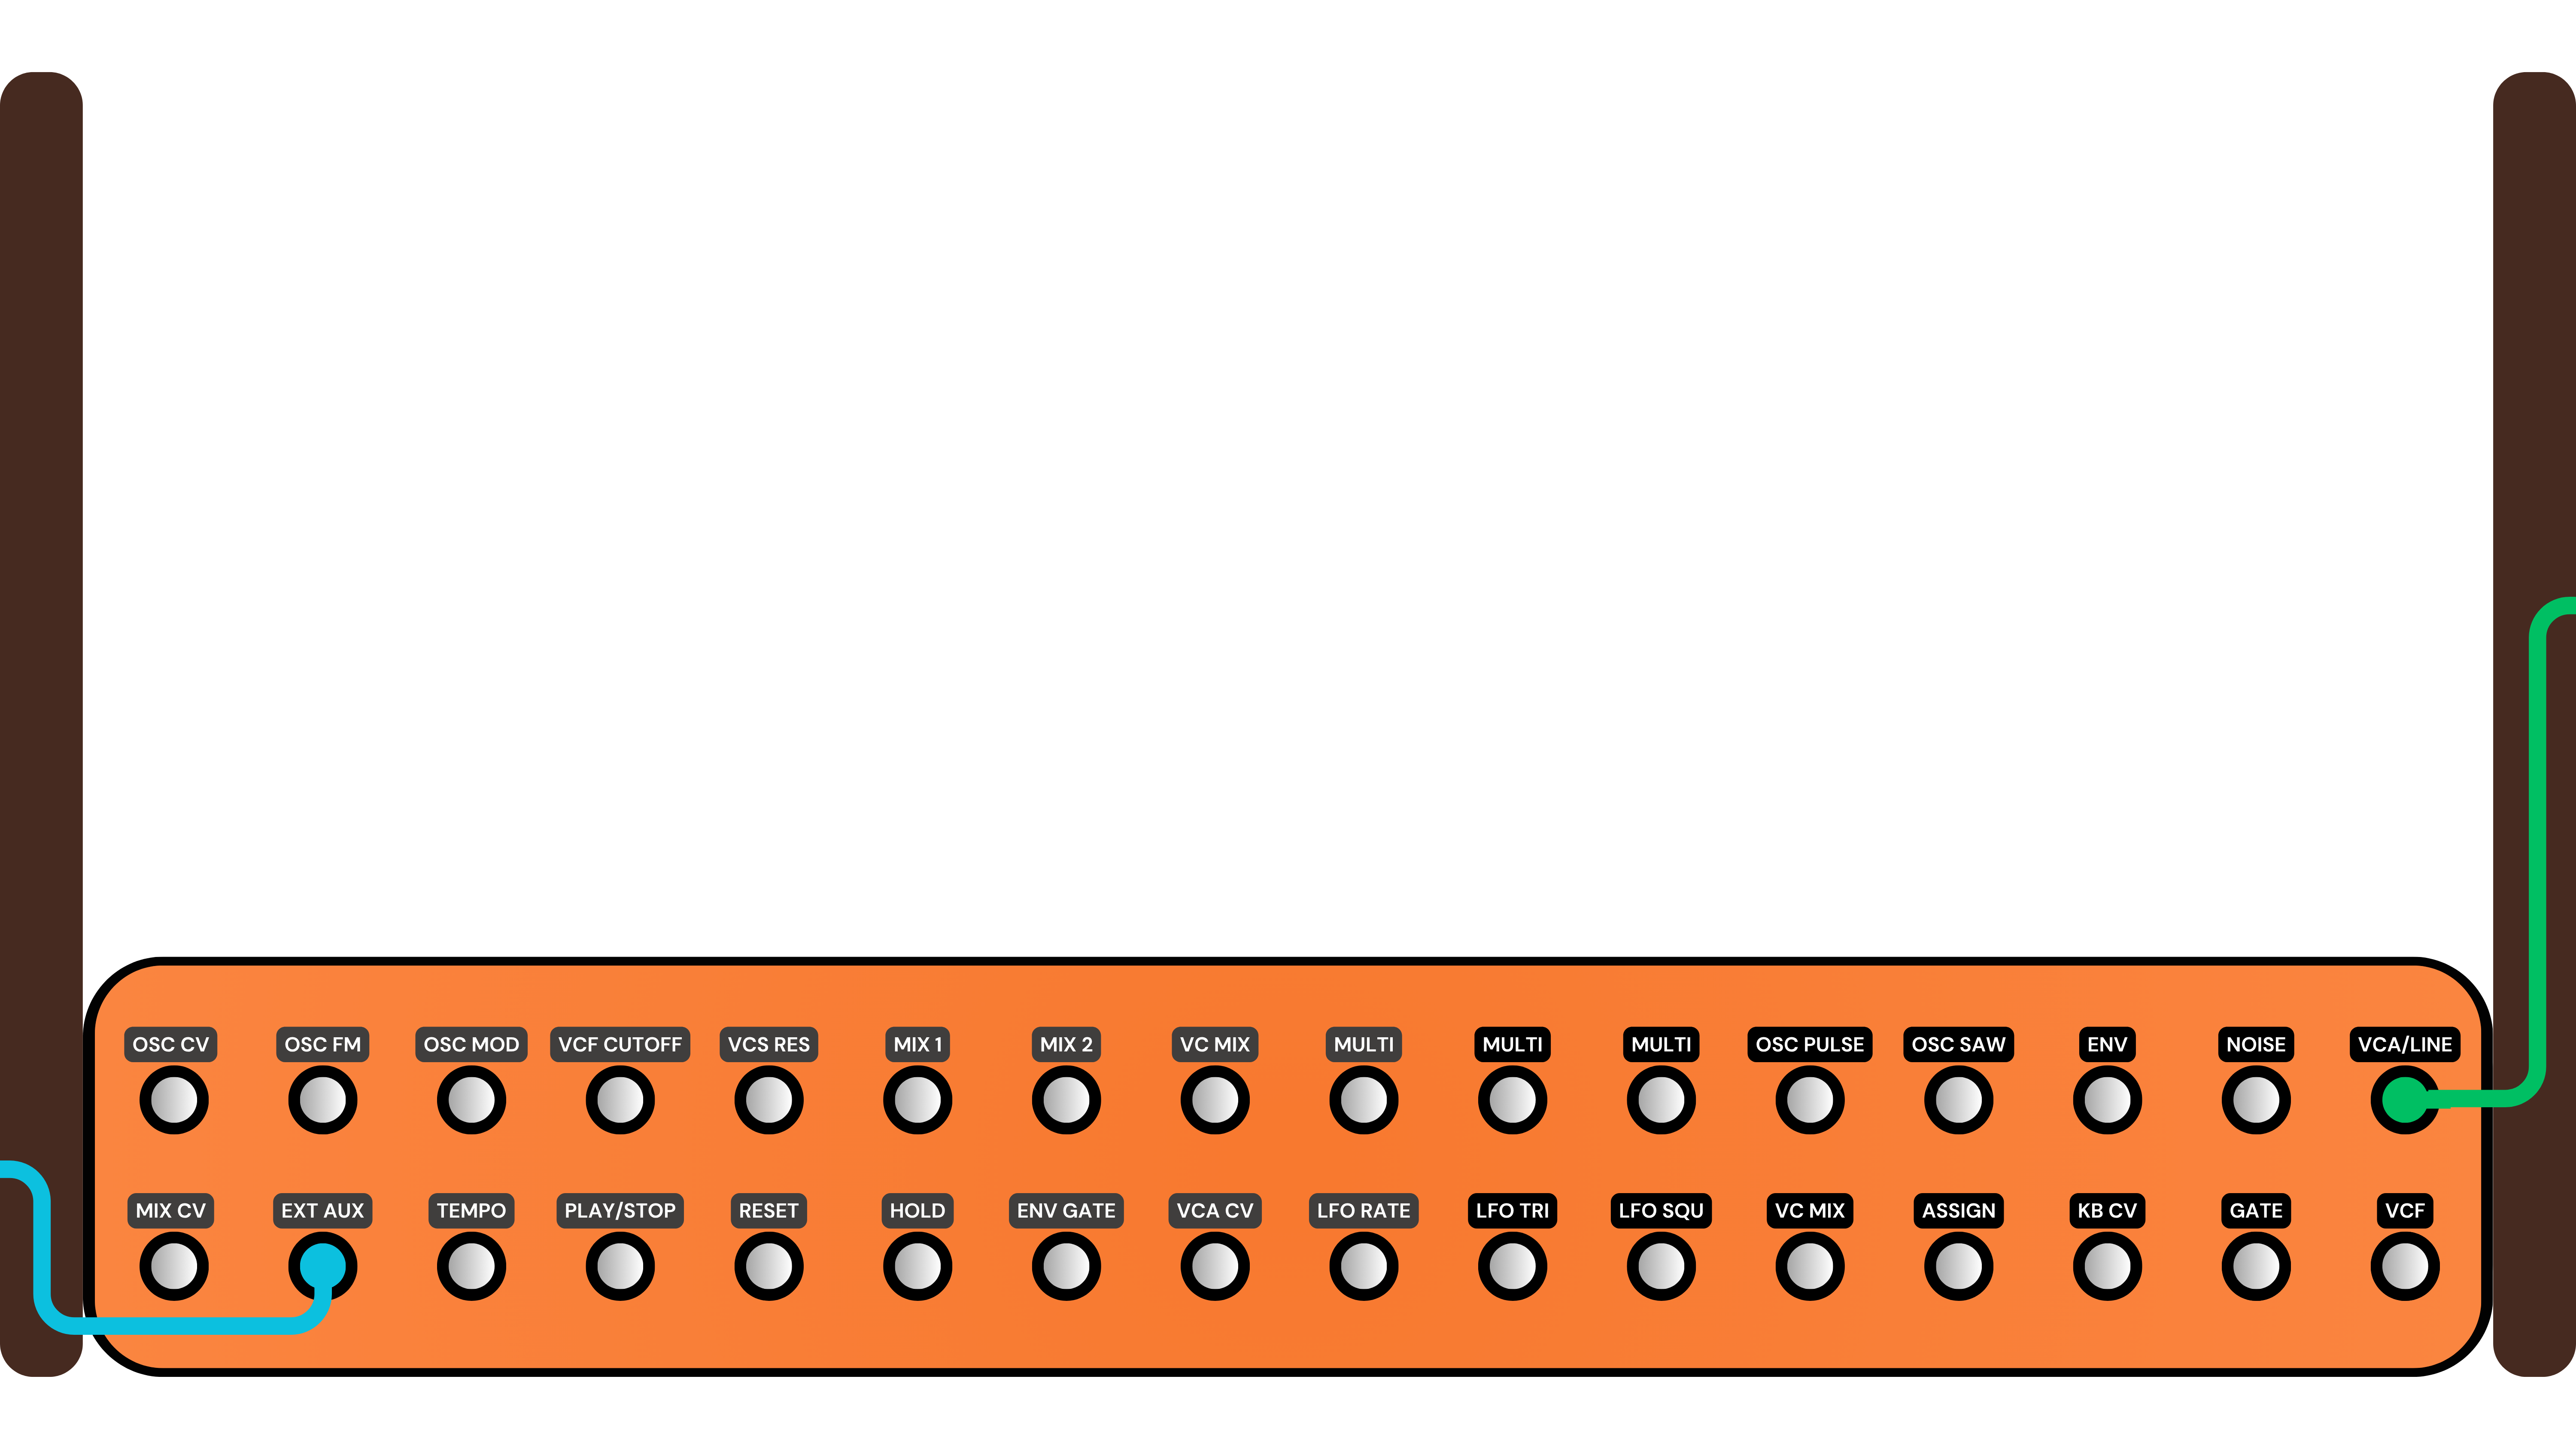 OSC CV OSC FM OSC MOD VCF CUTOFF VCS RES MIX 1 MIX 2 VC MIX MULTI MULTI MULTI OSC PULSE OSC SAW ENV NOISE VCA/LINE
MIX CV EXT AUX TEMPO PLAY/STOP RESET HOLD ENV GATE VCA CV LFO RATE LFO TRI LFO SQU VC MIX ASSIGN KB CV GATE VCF